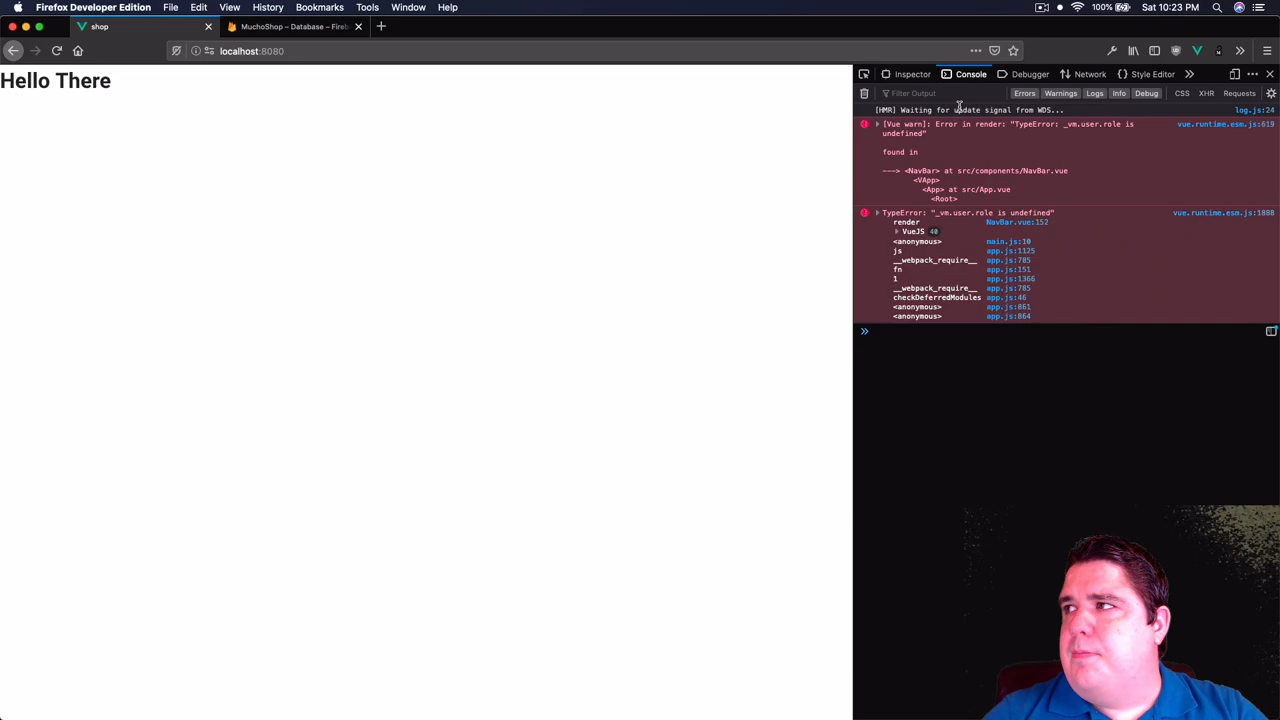 Firefox Developer Edition File Edit View History Bookmarks Tools Window Help 100% Sat 10:23 PM
shop MuchoShop – Database – Fireb
localhost:8080
Hello There
Inspector Console Debugger Network Style Editor
Filter Output Errors Warnings Logs Info Debug CSS XHR Requests
[HMR] Waiting for update signal from WDS... log.js:24
[Vue warn]: Error in render: "TypeError: _vm.user.role is vue.runtime.esm.js:619
undefined"
found in
---> <NavBar> at src/components/NavBar.vue
<VApp>
<App> at src/App.vue
<Root>
TypeError: "_vm.user.role is undefined" vue.runtime.esm.js:1888
render NavBar.vue:152
VueJS 40
<anonymous> main.js:10
js app.js:1125
__webpack_require__ app.js:785
fn app.js:151
1 app.js:1366
__webpack_require__ app.js:785
checkDeferredModules app.js:46
<anonymous> app.js:861
<anonymous> app.js:864